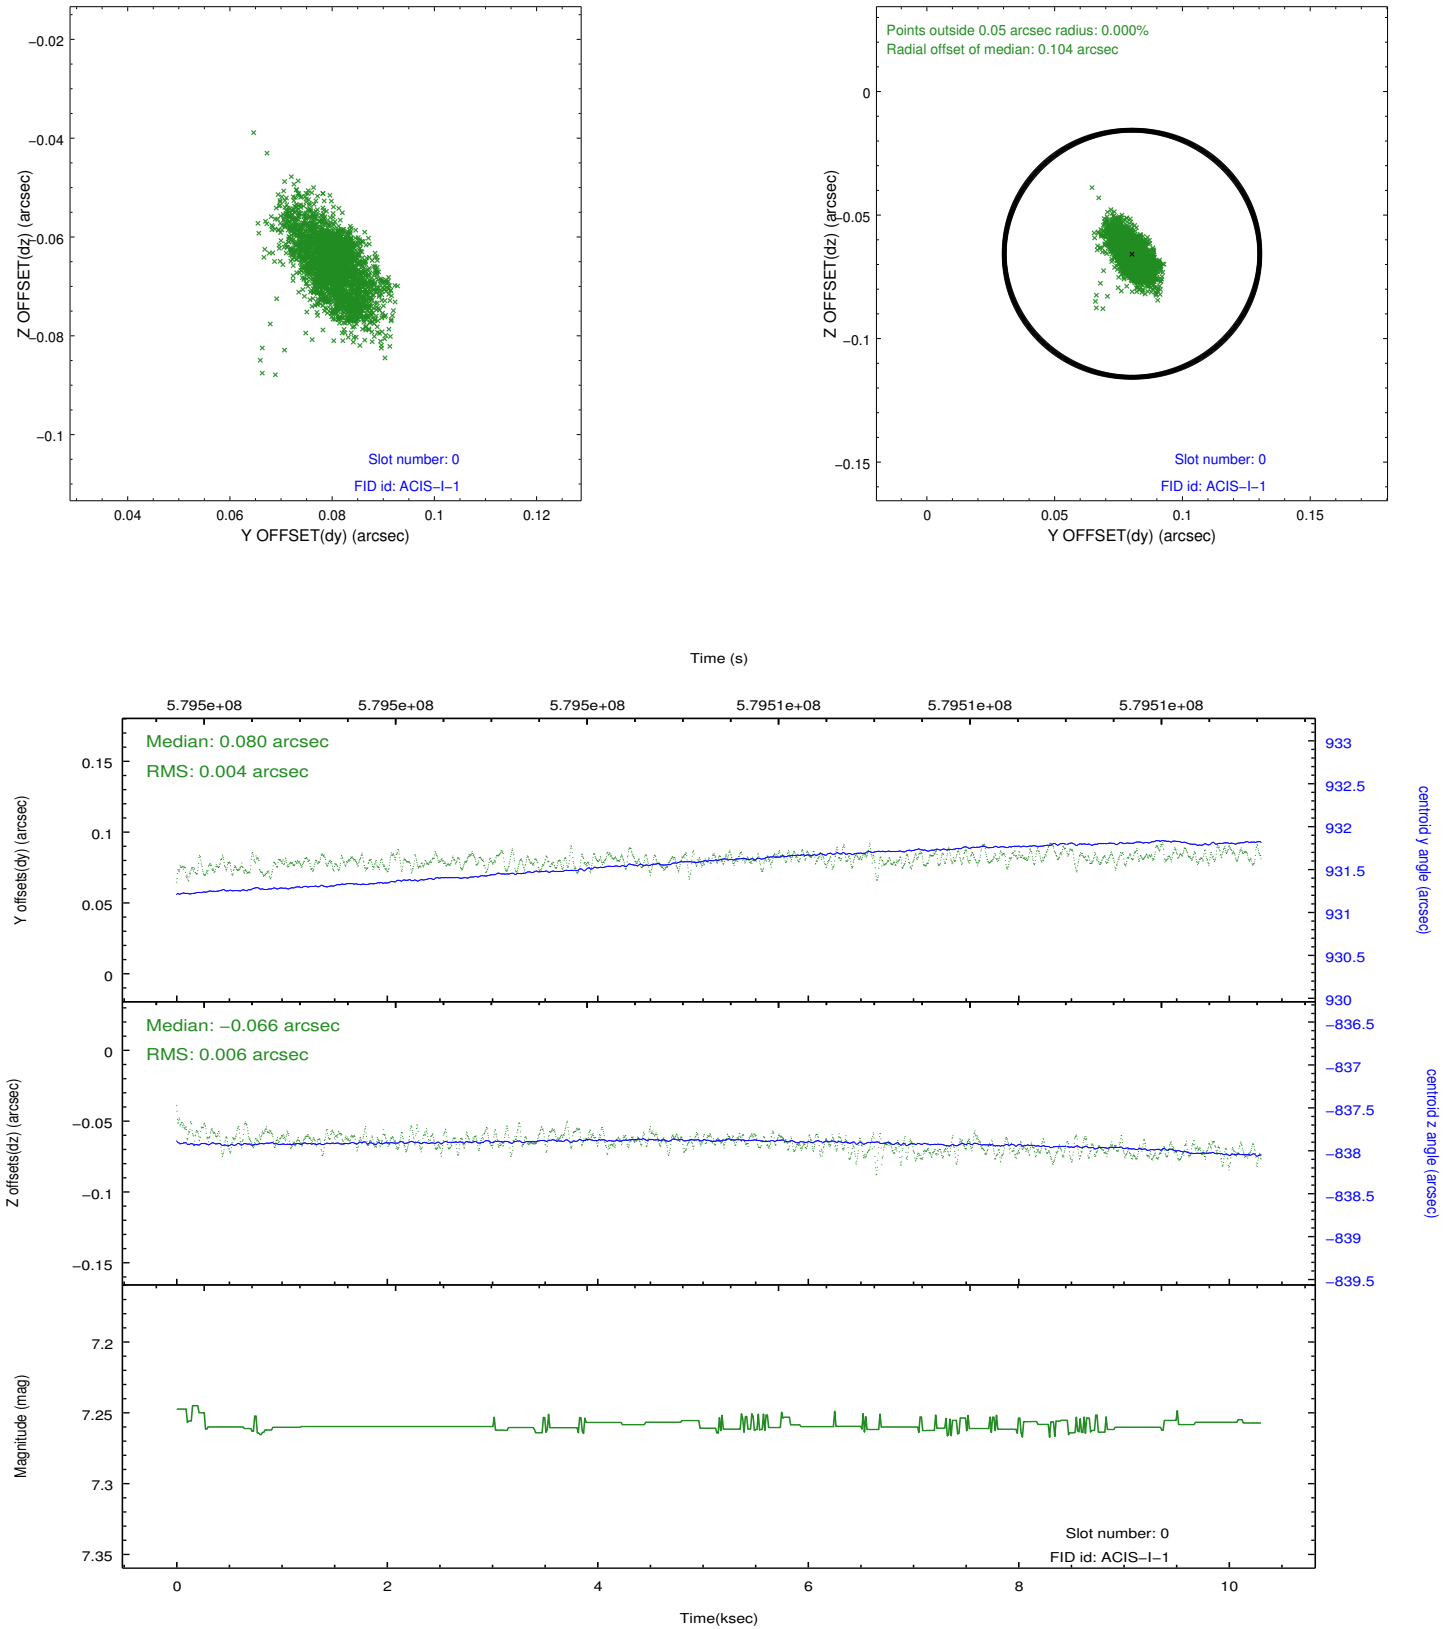 −0.02
−0.04
−0.06
−0.08
−0.1
Z OFFSET(dz) (arcsec)
Slot number: 0
FID id: ACIS−I−1
0.04 0.06 0.08 0.1 0.12
Y OFFSET(dy) (arcsec)
Points outside 0.05 arcsec radius: 0.000%
Radial offset of median: 0.104 arcsec
0
−0.05
−0.1
−0.15
Z OFFSET(dz) (arcsec)
Slot number: 0
FID id: ACIS−I−1
0 0.05 0.1 0.15
Y OFFSET(dy) (arcsec)
Time (s)
5.795e+08 5.795e+08 5.795e+08 5.7951e+08 5.7951e+08 5.7951e+08
Median: 0.080 arcsec
RMS: 0.004 arcsec
0.15
0.1
0.05
0
Y offsets(dy) (arcsec)
933
932.5
932
931.5
931
930.5
930
centroid y angle (arcsec)
Median: −0.066 arcsec
RMS: 0.006 arcsec
0
−0.05
−0.1
−0.15
Z offsets(dz) (arcsec)
−836.5
−837
−837.5
−838
−838.5
−839
−839.5
centroid z angle (arcsec)
7.2
7.25
7.3
7.35
Magnitude (mag)
Slot number: 0
FID id: ACIS−I−1
0 2 4 6 8 10
Time(ksec)